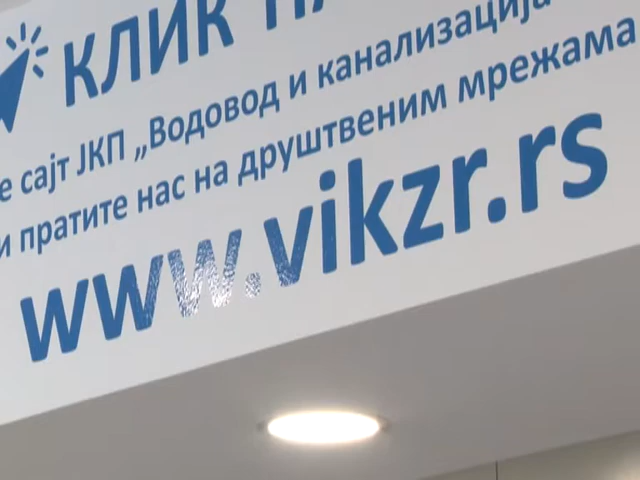 КЛИК
е сајт ЈКП „Водовод и канализација
и пратите нас на друштвеним мрежама
www.vikzr.rs